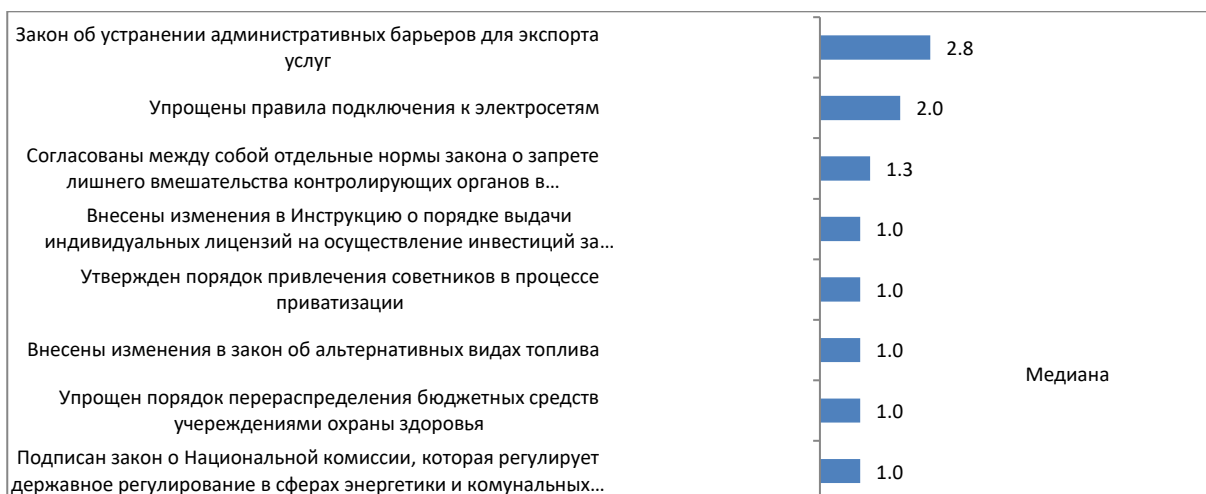 Закон об устранении административных барьеров для экспорта
услуг
2.8
Упрощены правила подключения к электросетям
2.0
Согласованы между собой отдельные нормы закона о запрете
лишнего вмешательства контролирующих органов в…
1.3
Внесены изменения в Инструкцию о порядке выдачи
индивидуальных лицензий на осуществление инвестиций за…
1.0
Утвержден порядок привлечения советников в процессе
приватизации
1.0
Внесены изменения в закон об альтернативных видах топлива
1.0
Медиана
Упрощен порядок перераспределения бюджетных средств
учереждениями охраны здоровья
1.0
Подписан закон о Национальной комиссии, которая регулирует
державное регулирование в сферах энергетики и комунальных…
1.0